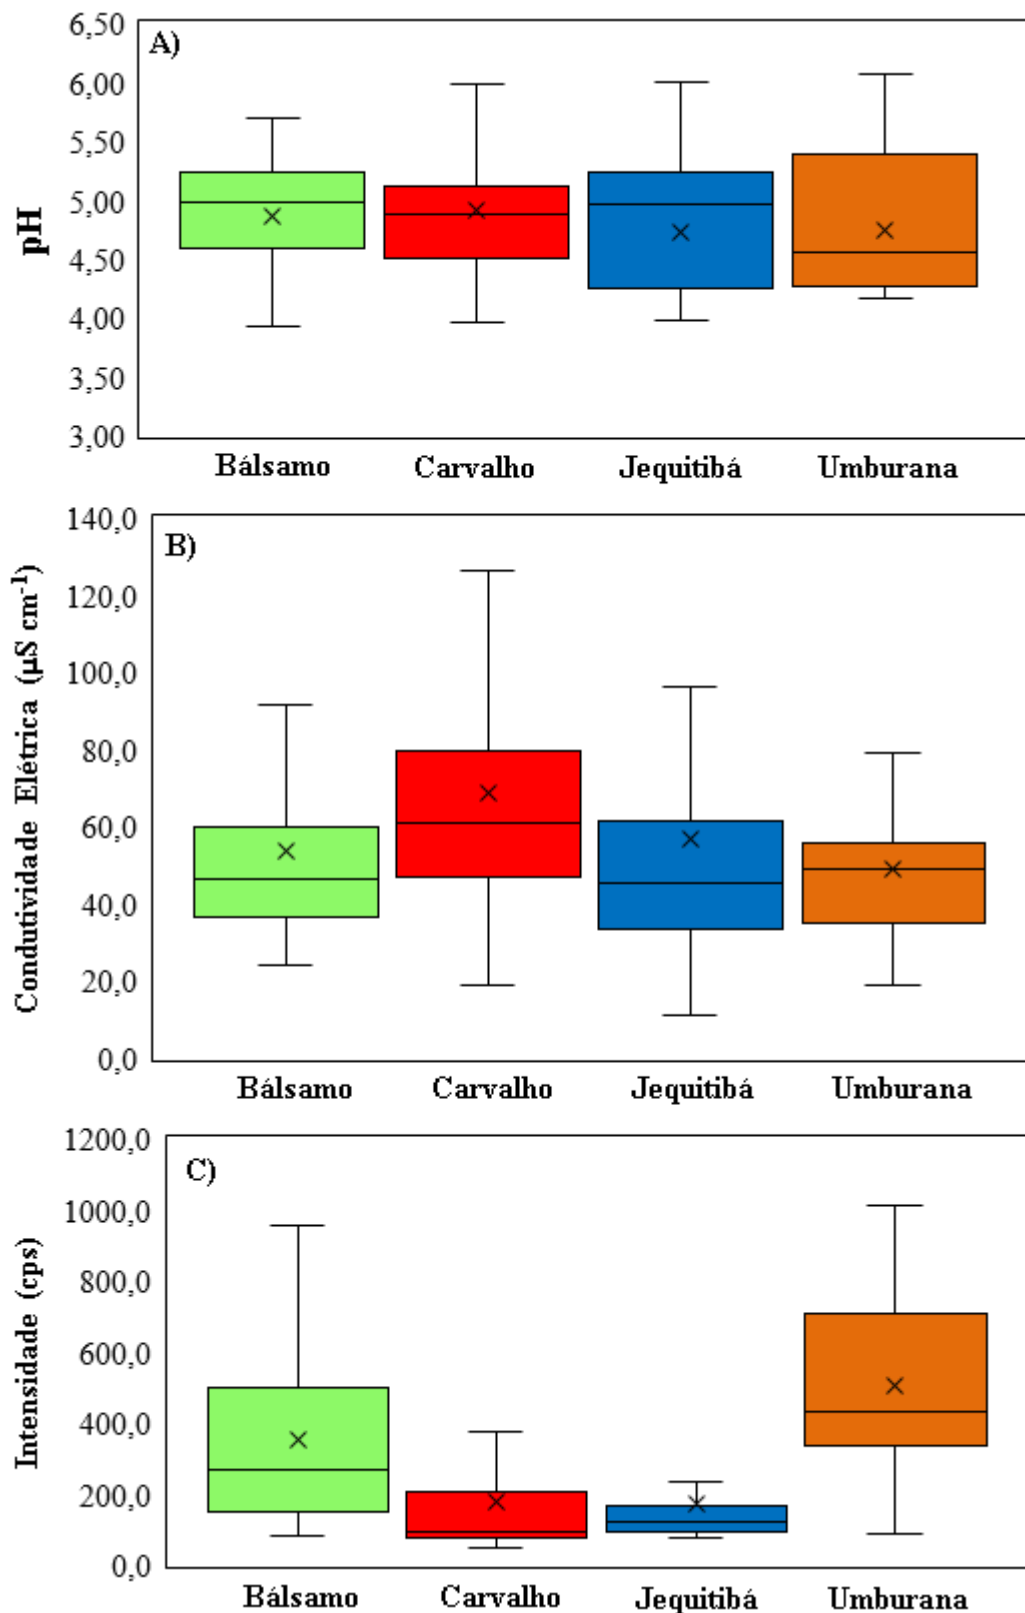 A)
pH
6,50
6,00
5,50
5,00
4,50
4,00
3,50
3,00
Bálsamo Carvalho Jequitibá Umburana
B)
Condutividade Elétrica (µS cm⁻¹)
140,0
120,0
100,0
80,0
60,0
40,0
20,0
0,0
Bálsamo Carvalho Jequitibá Umburana
C)
Intensidade (cps)
1200,0
1000,0
800,0
600,0
400,0
200,0
0,0
Bálsamo Carvalho Jequitibá Umburana